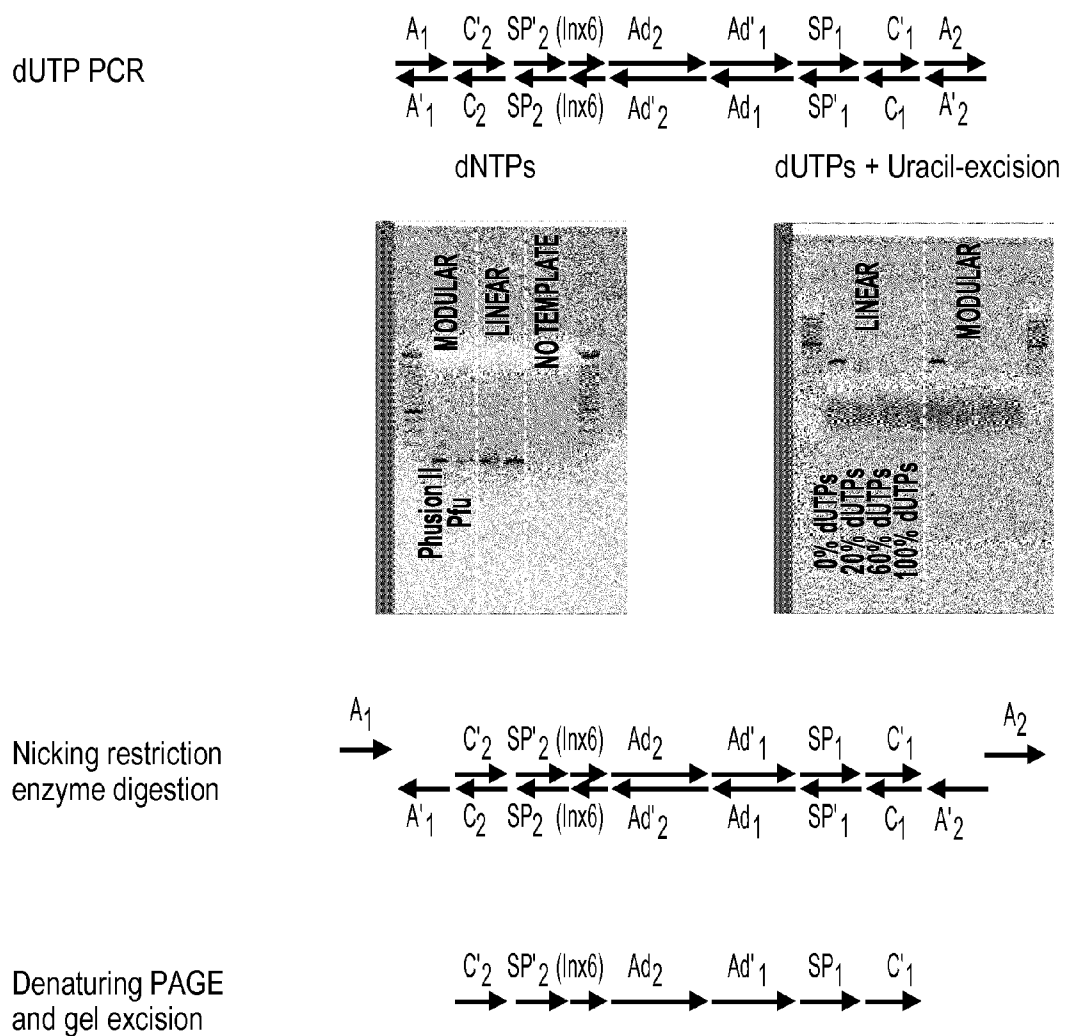 A1 C'2 SP'2 (Inx6) Ad2 Ad'1 SP1 C'1 A2
dUTP PCR
A'1 C2 SP2 (Inx6) Ad'2 Ad1 SP'1 C1 A'2
dNTPs
dUTPs + Uracil-excision
MODULAR
LINEAR
NO TEMPLATE
Phusion II
Pfu
LINEAR
MODULAR
0% dUTPs
20% dUTPs
60% dUTPs
100% dUTPs
A1 A2
C'2 SP'2 (Inx6) Ad2 Ad'1 SP1 C'1
Nicking restriction
enzyme digestion
A'1 C2 SP2 (Inx6) Ad'2 Ad1 SP'1 C1 A'2
C'2 SP'2 (Inx6) Ad2 Ad'1 SP1 C'1
Denaturing PAGE
and gel excision